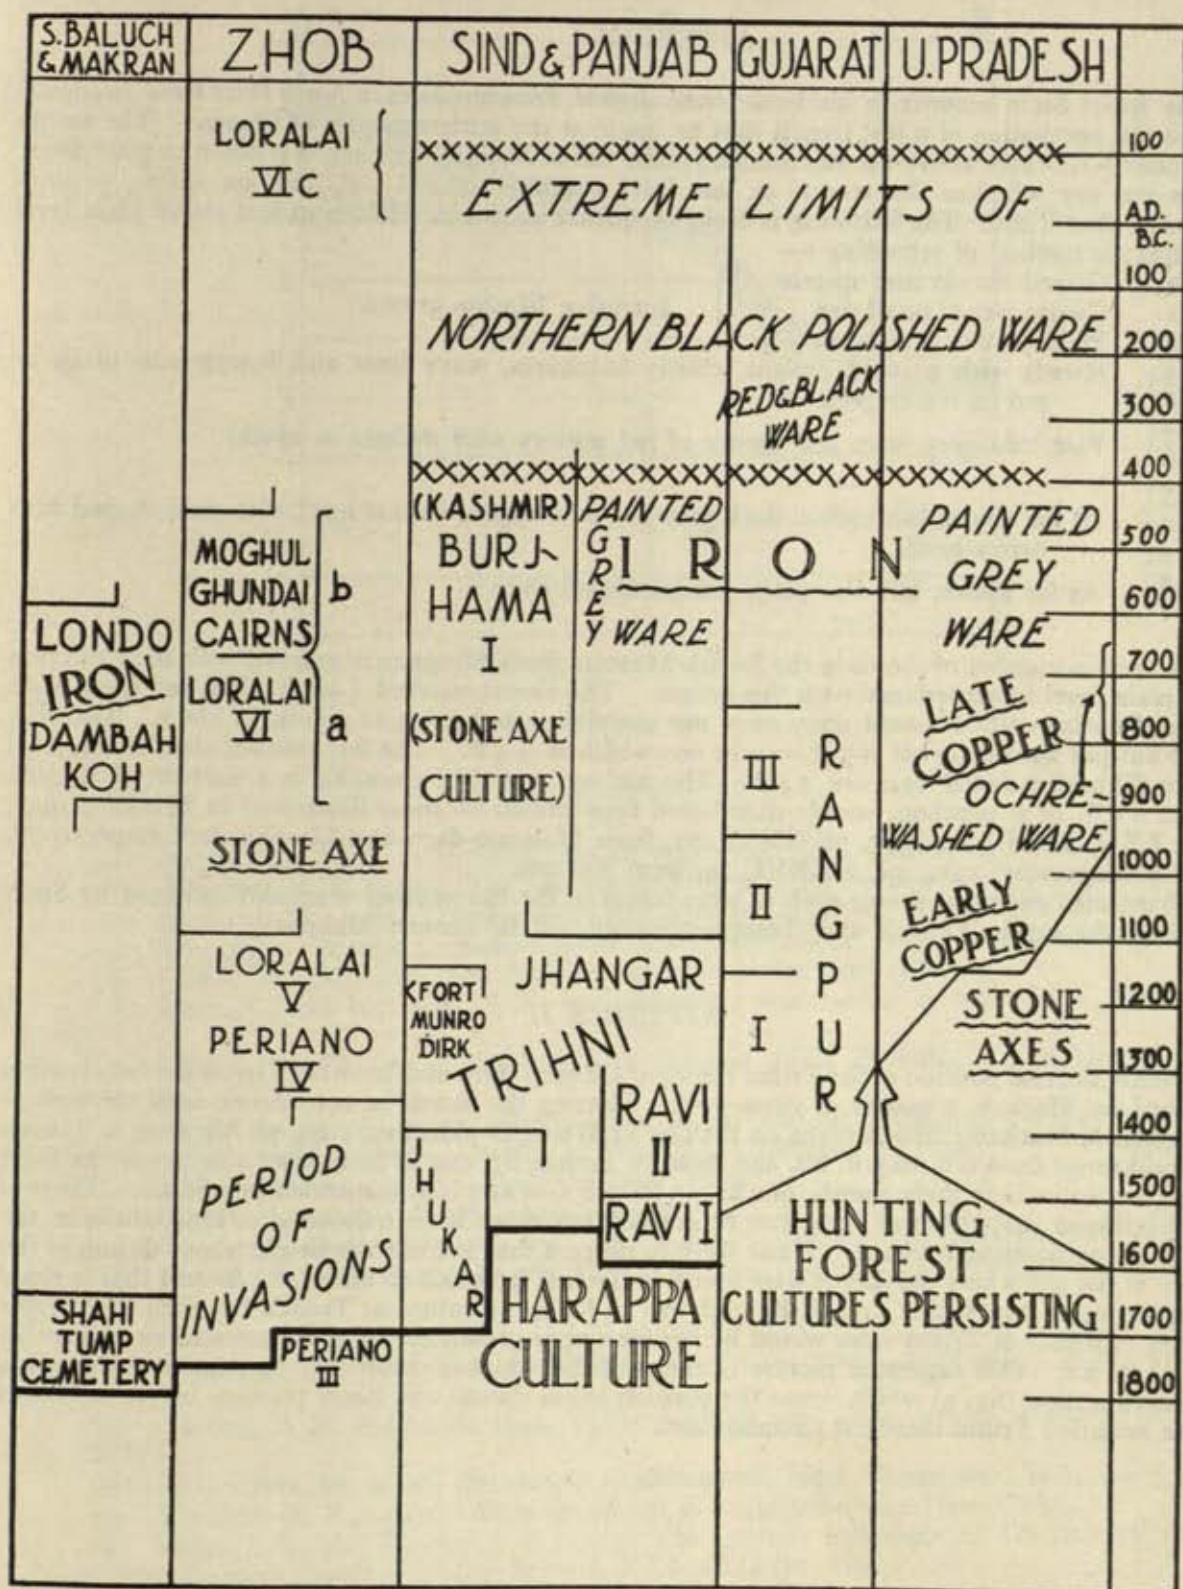 S. BALUCH
& MAKRAN
ZHOB
SIND & PANJAB
GUJARAT
U. PRADESH
LORALAI
VI C
XXXXXXXXXXXXXXXXXXXXXXXXXXXXXXXXXXXXXXX
EXTREME LIMITS OF
NORTHERN BLACK POLISHED WARE
RED & BLACK
WARE
XXXXXXXXXXXXXXXXXXXXXXXXXXXXXXXXXXXXXXX
100
A.D.
B.C.
100
200
300
400
500
600
700
800
900
1000
1100
1200
1300
1400
1500
1600
1700
1800
LONDO
IRON
DAMBAH
KOH
SHAHI
TUMP
CEMETERY
MOGHUL
GHUNDAI
CAIRNS
b
LORALAI
VI
a
STONE AXE
LORALAI
V
PERIANO
IV
PERIOD
OF
INVASIONS
PERIANO
III
(KASHMIR)
BURJ-
HAMA
I
(STONE AXE
CULTURE)
PAINTED
GREY WARE
IRON
JHANGAR
FORT
MUNRO
DIRK
TRIHNI
RAVI
II
RAVI I
JHUKAR
HARAPPA
CULTURE
III
II
I
RANGPUR
PAINTED
GREY
WARE
LATE
COPPER
OCHRE-
WASHED WARE
EARLY
COPPER
STONE
AXES
HUNTING
FOREST
CULTURES PERSISTING